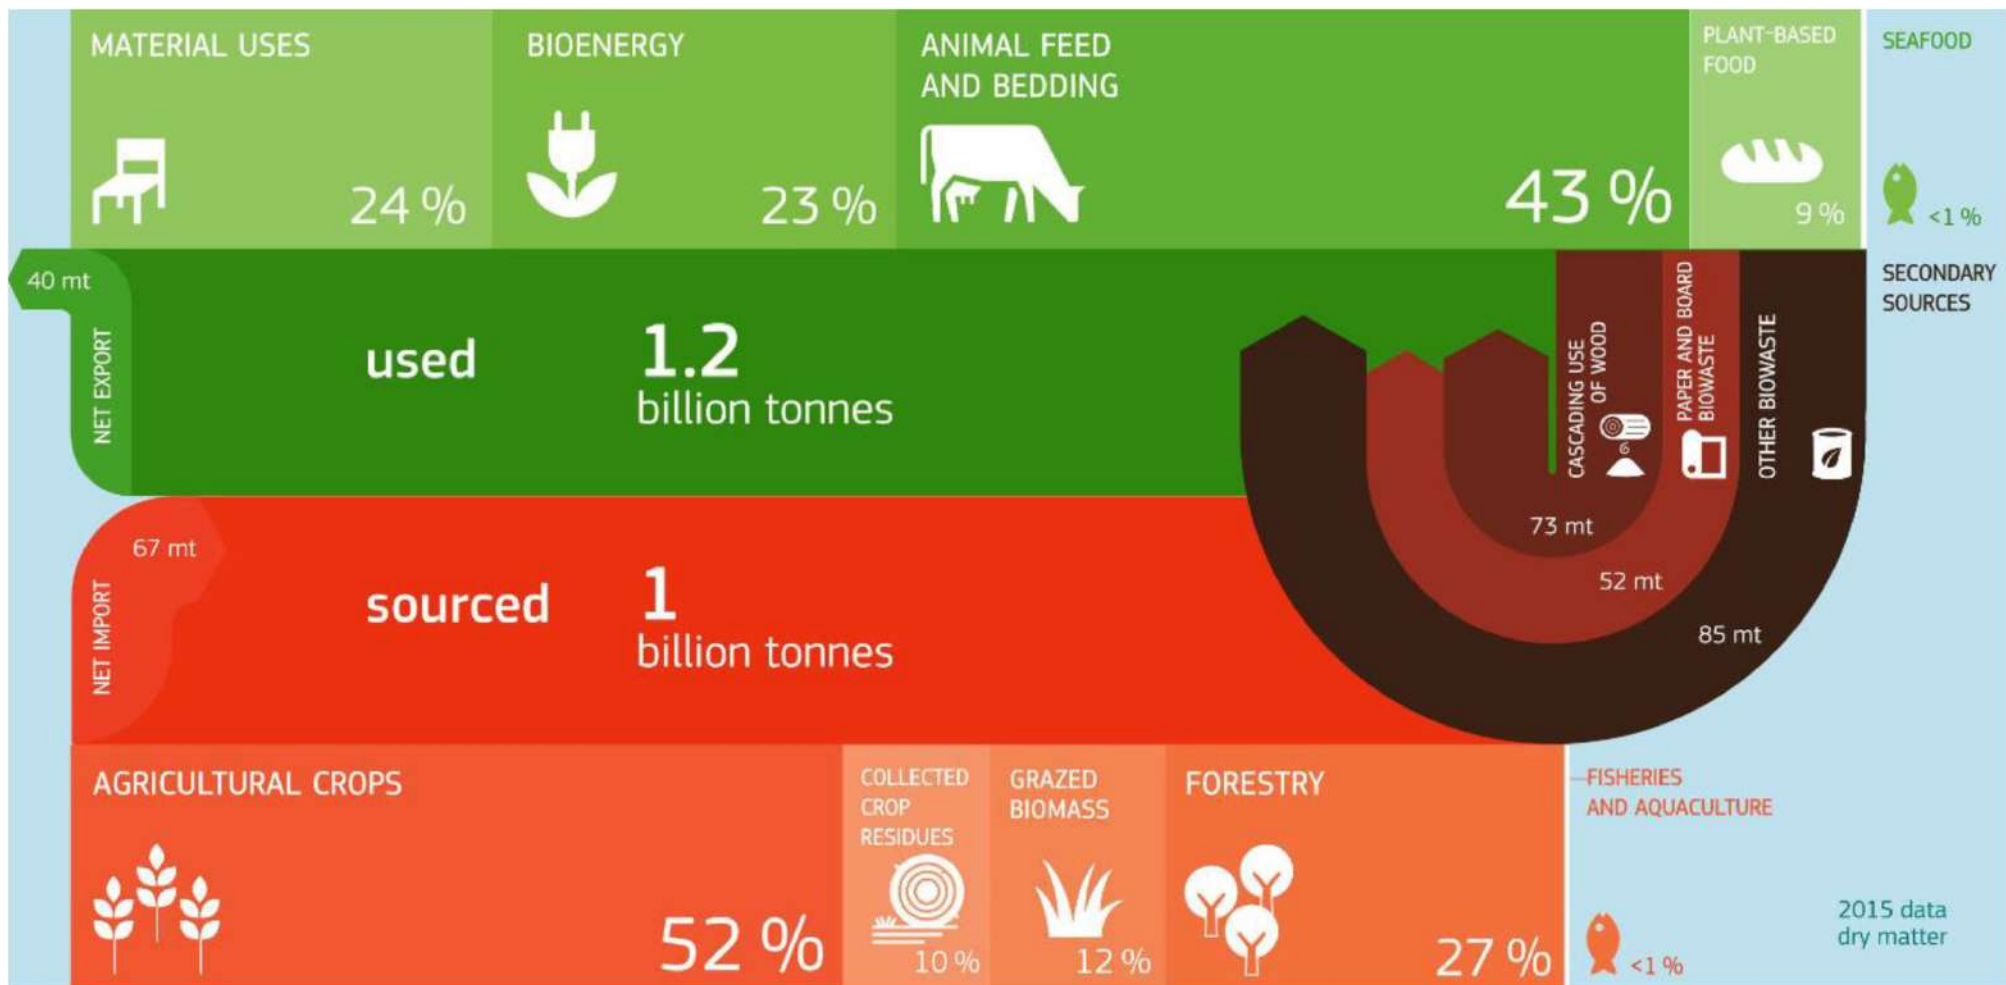 MATERIAL USES
24 %
BIOENERGY
23 %
ANIMAL FEED
AND BEDDING
43 %
PLANT-BASED
FOOD
9 %
SEAFOOD
<1 %
40 mt
NET EXPORT
used
1.2
billion tonnes
CASCADING USE
OF WOOD
PAPER AND BOARD
BIOWASTE
OTHER BIOWASTE
SECONDARY
SOURCES
73 mt
52 mt
85 mt
67 mt
NET IMPORT
sourced
1
billion tonnes
AGRICULTURAL CROPS
52 %
COLLECTED
CROP
RESIDUES
10 %
GRAZED
BIOMASS
12 %
FORESTRY
27 %
FISHERIES
AND AQUACULTURE
<1 %
2015 data
dry matter